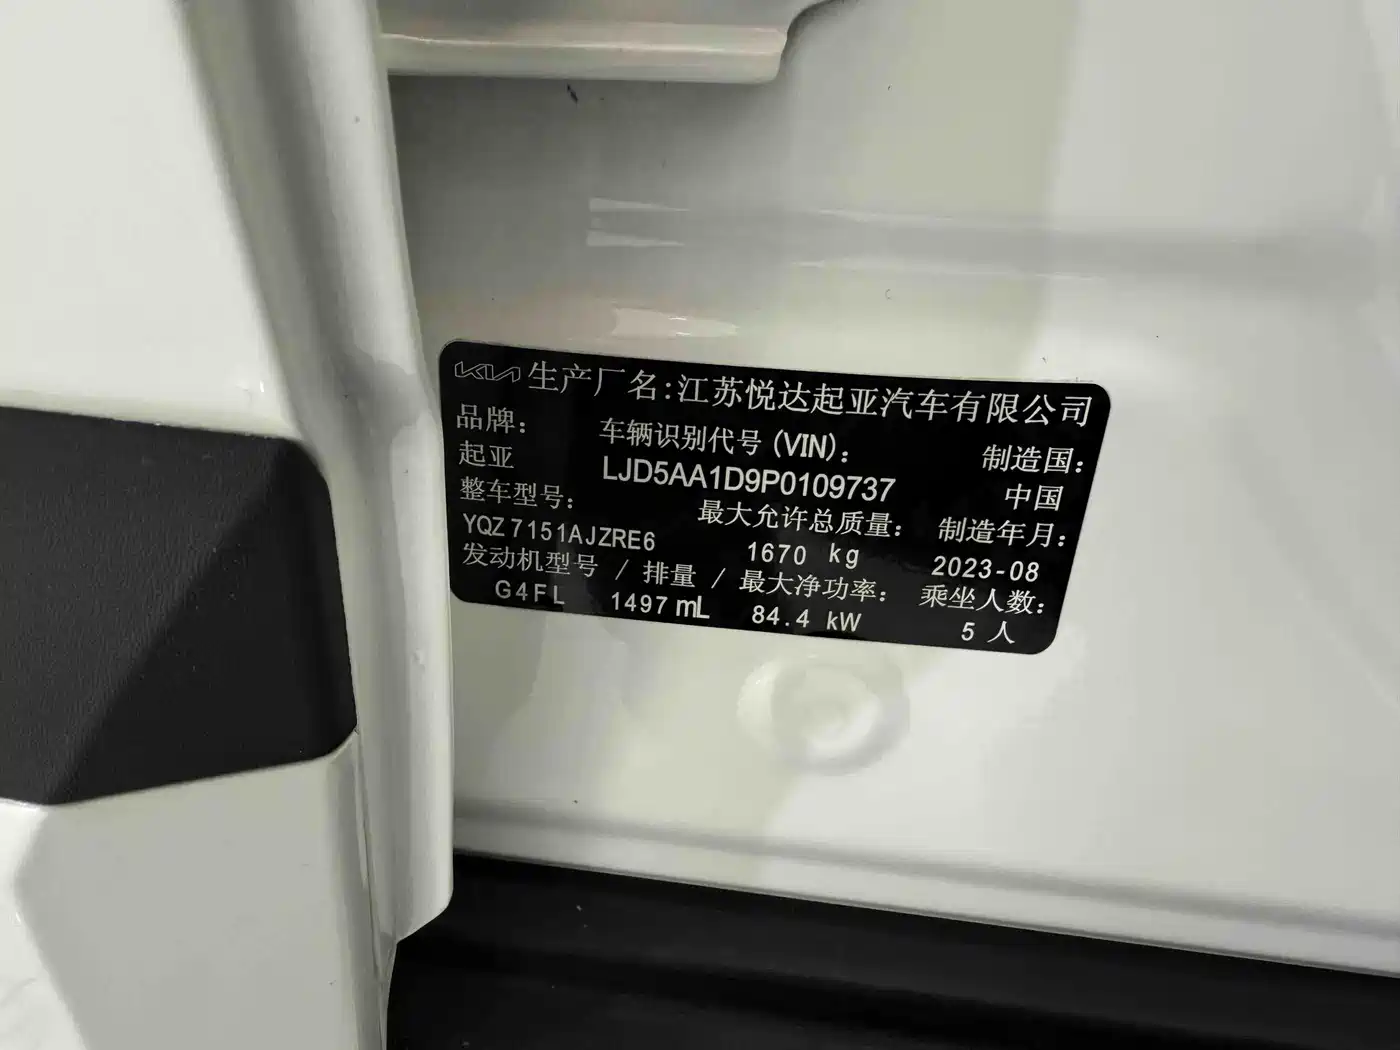 KIA 生产厂名:江苏悦达起亚汽车有限公司
品牌: 车辆识别代号 (VIN): 制造国:
起亚 LJD5AA1D9P0109737 中国
整车型号: 最大允许总质量: 制造年月:
YQZ7151AJZRE6 1670 kg 2023-08
发动机型号 / 排量 / 最大净功率: 乘坐人数:
G4FL 1497 mL 84.4 kW 5 人